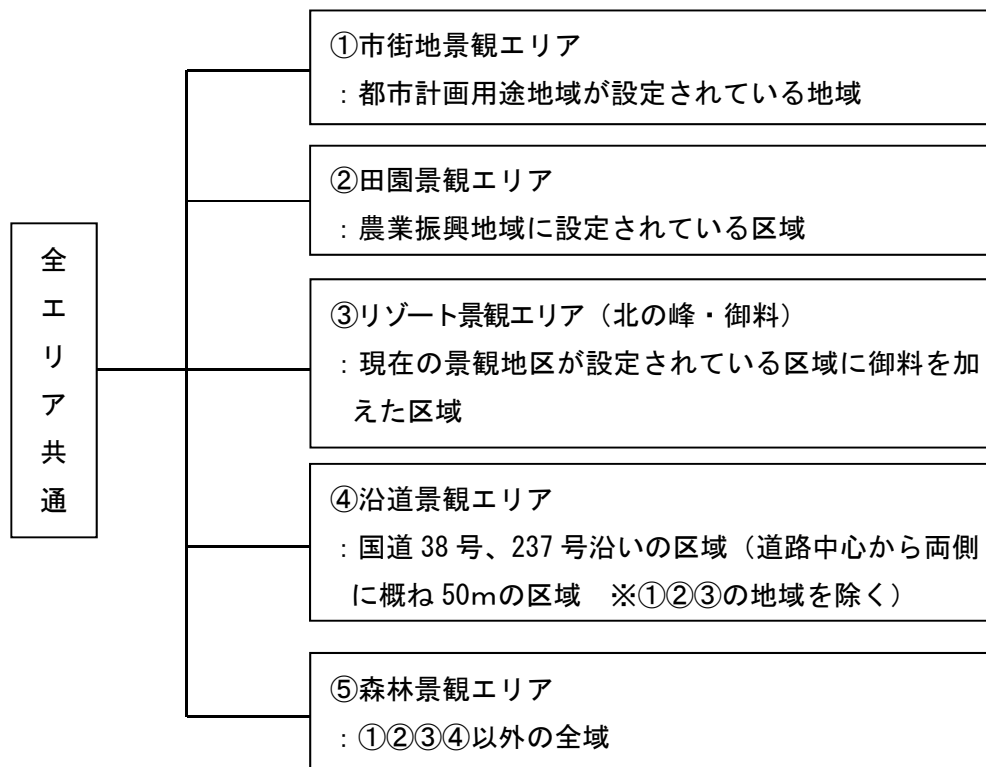 全エリア共通
①市街地景観エリア
：都市計画用途地域が設定されている地域
②田園景観エリア
：農業振興地域に設定されている区域
③リゾート景観エリア（北の峰・御料）
：現在の景観地区が設定されている区域に御料を加
えた区域
④沿道景観エリア
：国道 38 号、237 号沿いの区域（道路中心から両側
に概ね 50ｍの区域　※①②③の地域を除く）
⑤森林景観エリア
：①②③④以外の全域